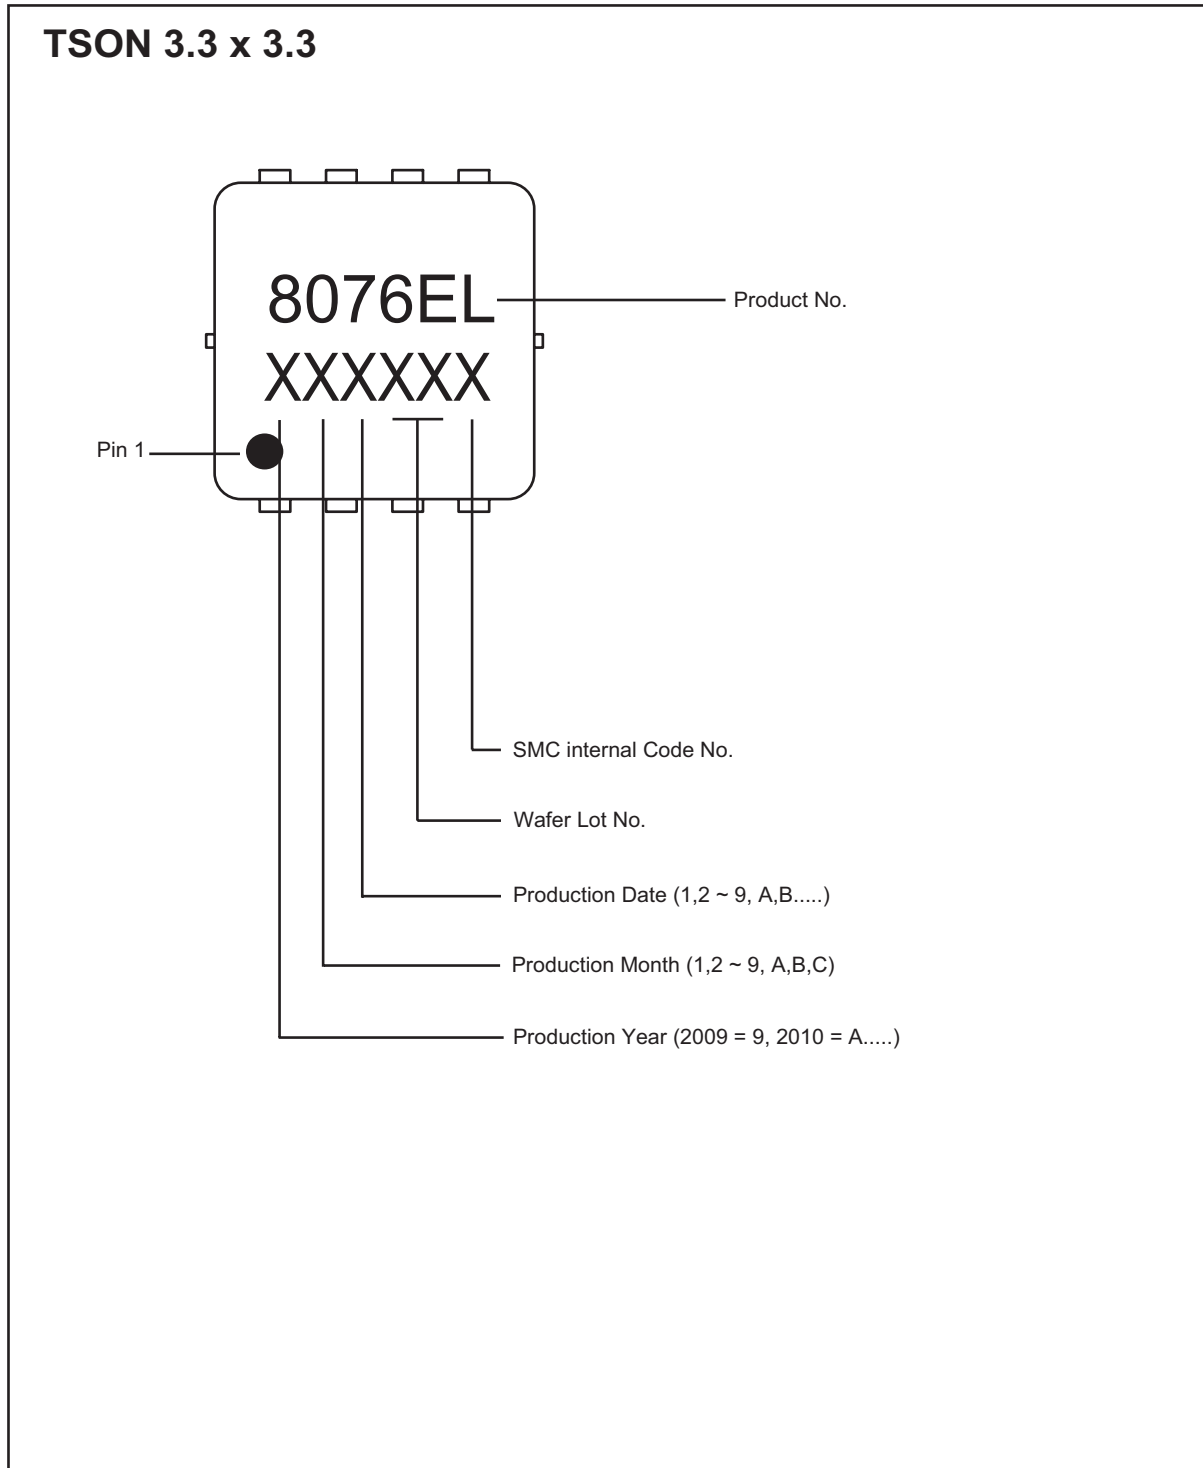 TSON 3.3 x 3.3
8076EL
Product No.
XXXXXX
Pin 1
SMC internal Code No.
Wafer Lot No.
Production Date (1,2 ~ 9, A,B.....)
Production Month (1,2 ~ 9, A,B,C)
Production Year (2009 = 9, 2010 = A.....)